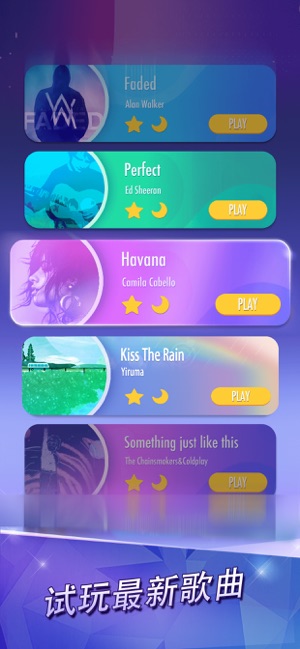 Faded
Alan Walker
FADED
PLAY
Perfect
Ed Sheeran
PLAY
Havana
Camila Cabello
PLAY
Kiss The Rain
Yiruma
PLAY
Something just like this
The Chainsmokers&Coldplay
PLAY
试玩最新歌曲